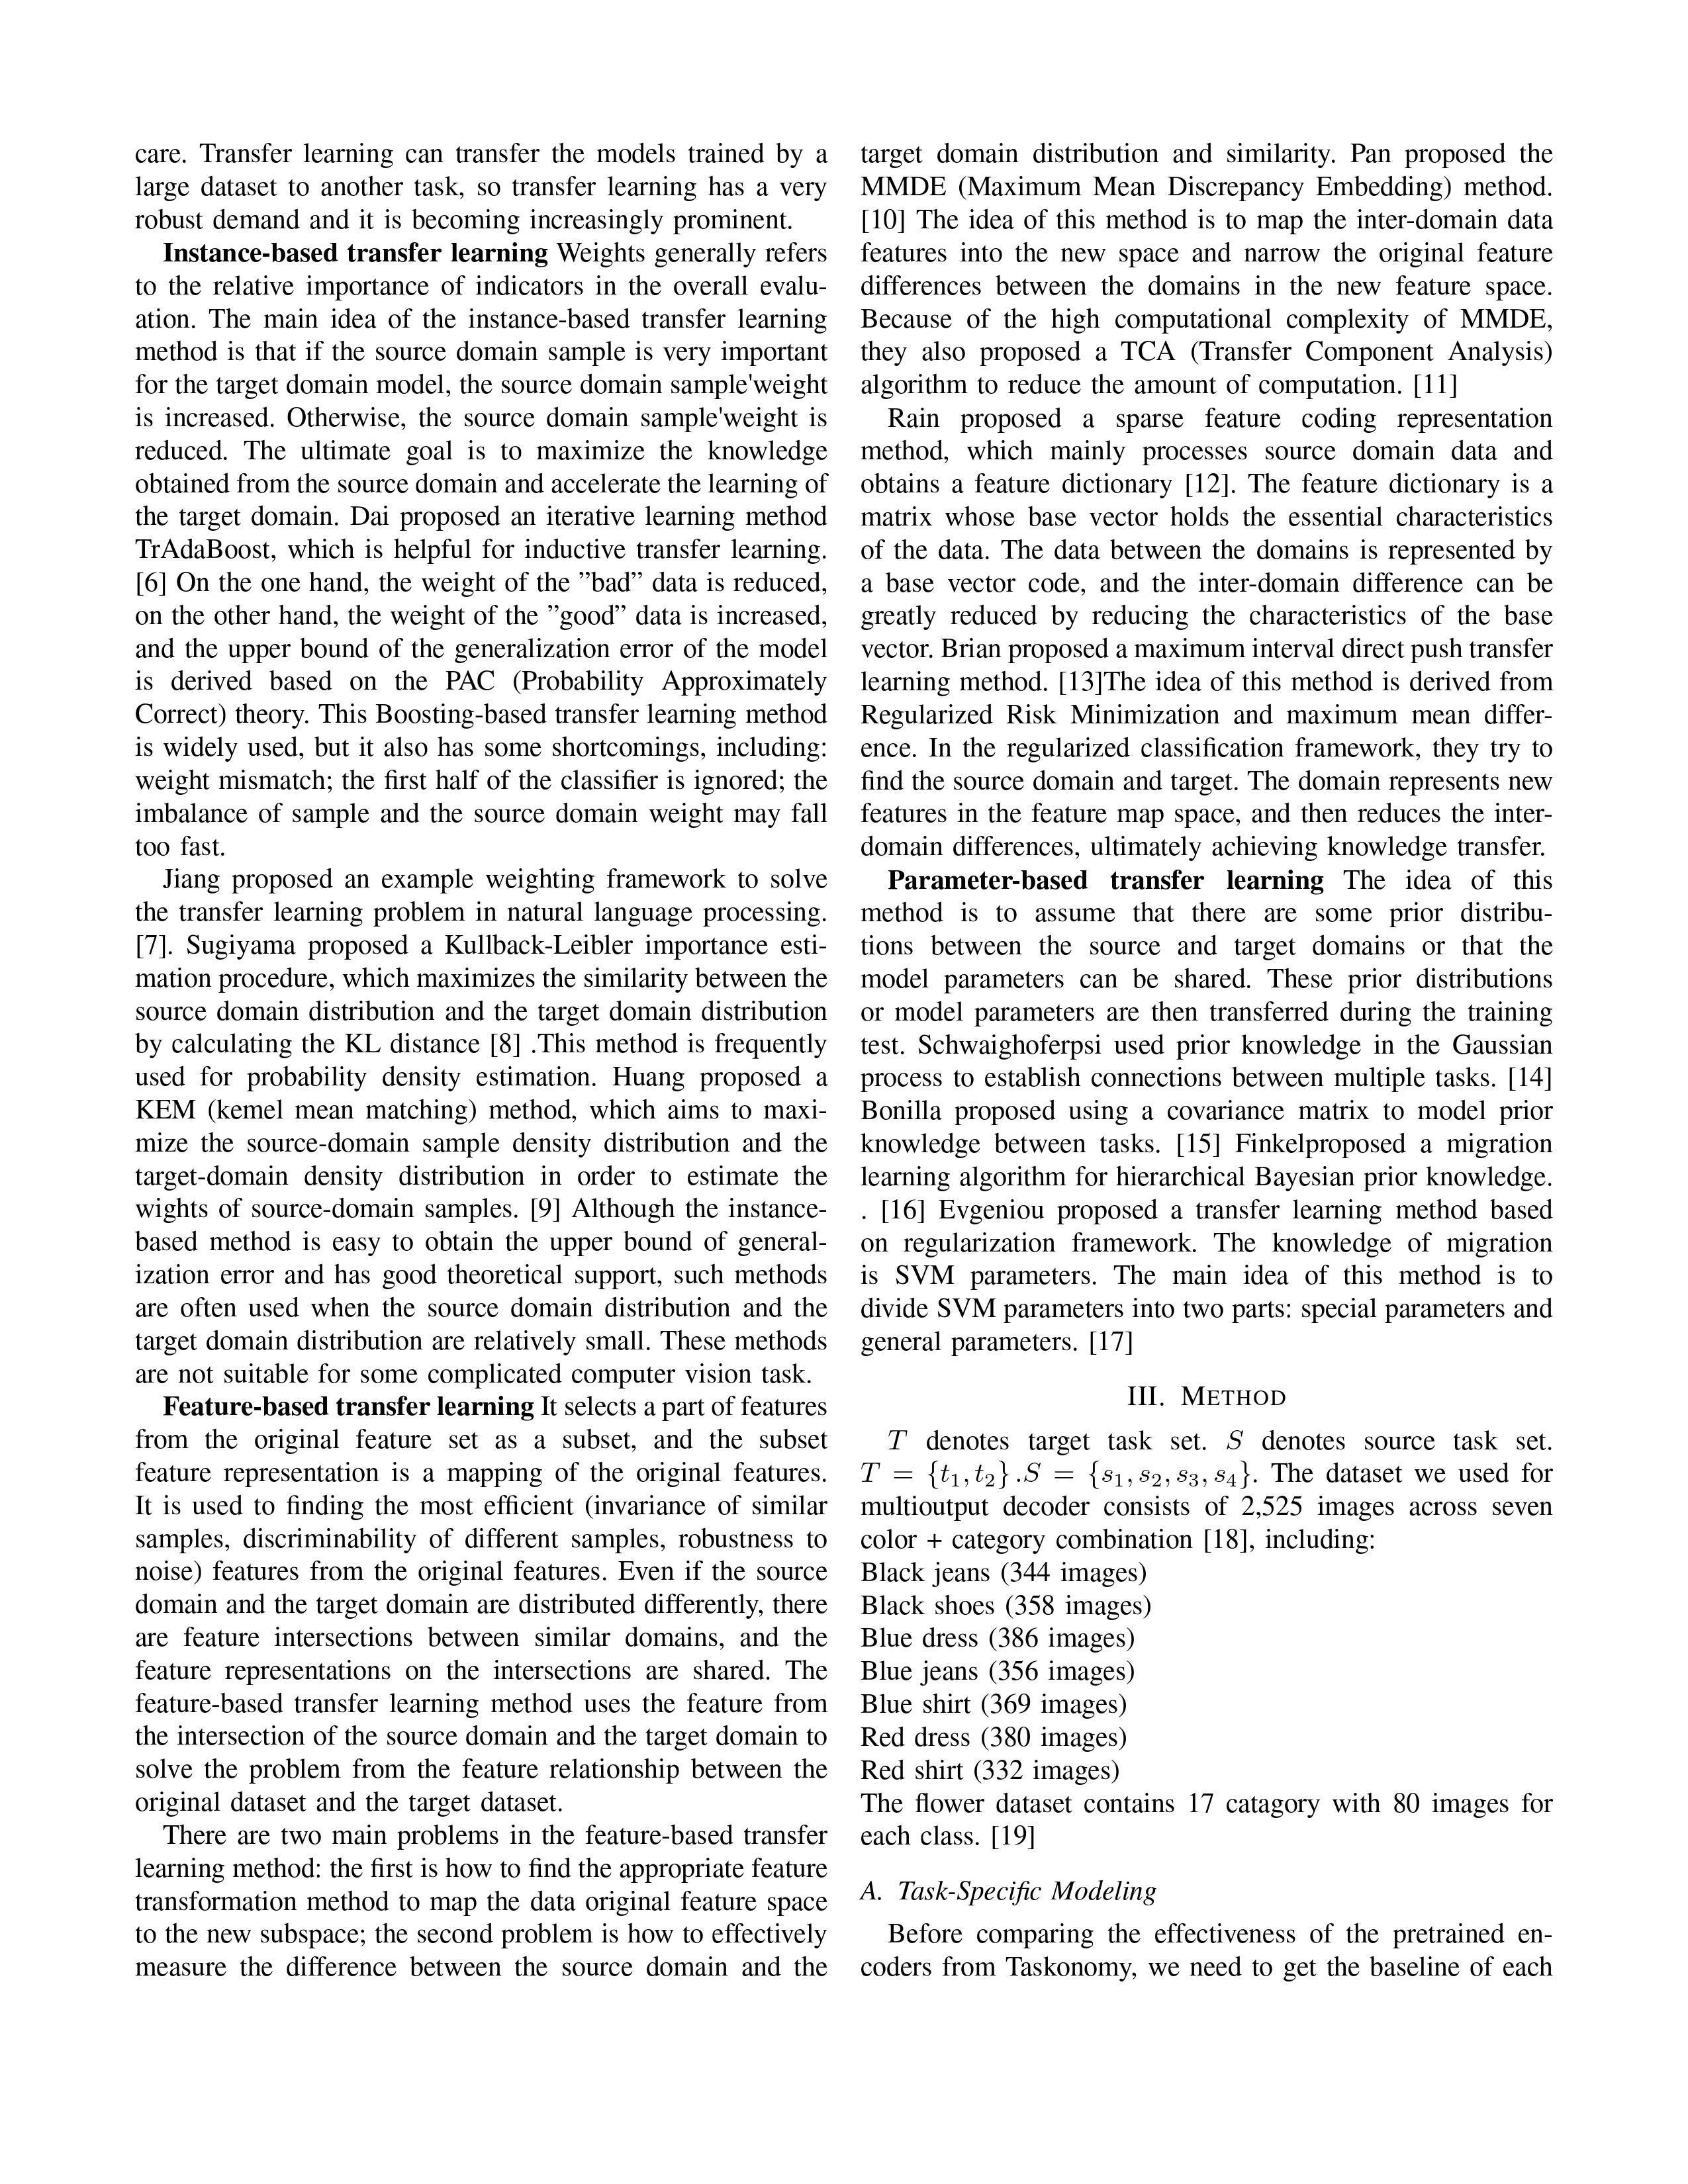 care. Transfer learning can transfer the models trained by a
large dataset to another task, so transfer learning has a very
robust demand and it is becoming increasingly prominent.
Instance-based transfer learning Weights generally refers
to the relative importance of indicators in the overall evalu-
ation. The main idea of the instance-based transfer learning
method is that if the source domain sample is very important
for the target domain model, the source domain sample'weight
is increased. Otherwise, the source domain sample'weight is
reduced. The ultimate goal is to maximize the knowledge
obtained from the source domain and accelerate the learning of
the target domain. Dai proposed an iterative learning method
TrAdaBoost, which is helpful for inductive transfer learning.
[6] On the one hand, the weight of the ”bad” data is reduced,
on the other hand, the weight of the ”good” data is increased,
and the upper bound of the generalization error of the model
is derived based on the PAC (Probability Approximately
Correct) theory. This Boosting-based transfer learning method
is widely used, but it also has some shortcomings, including:
weight mismatch; the first half of the classifier is ignored; the
imbalance of sample and the source domain weight may fall
too fast.
Jiang proposed an example weighting framework to solve
the transfer learning problem in natural language processing.
[7]. Sugiyama proposed a Kullback-Leibler importance esti-
mation procedure, which maximizes the similarity between the
source domain distribution and the target domain distribution
by calculating the KL distance [8] .This method is frequently
used for probability density estimation. Huang proposed a
KEM (kemel mean matching) method, which aims to maxi-
mize the source-domain sample density distribution and the
target-domain density distribution in order to estimate the
wights of source-domain samples. [9] Although the instance-
based method is easy to obtain the upper bound of general-
ization error and has good theoretical support, such methods
are often used when the source domain distribution and the
target domain distribution are relatively small. These methods
are not suitable for some complicated computer vision task.
Feature-based transfer learning It selects a part of features
from the original feature set as a subset, and the subset
feature representation is a mapping of the original features.
It is used to finding the most efficient (invariance of similar
samples, discriminability of different samples, robustness to
noise) features from the original features. Even if the source
domain and the target domain are distributed differently, there
are feature intersections between similar domains, and the
feature representations on the intersections are shared. The
feature-based transfer learning method uses the feature from
the intersection of the source domain and the target domain to
solve the problem from the feature relationship between the
original dataset and the target dataset.
There are two main problems in the feature-based transfer
learning method: the first is how to find the appropriate feature
transformation method to map the data original feature space
to the new subspace; the second problem is how to effectively
measure the difference between the source domain and the
target domain distribution and similarity. Pan proposed the
MMDE (Maximum Mean Discrepancy Embedding) method.
[10] The idea of this method is to map the inter-domain data
features into the new space and narrow the original feature
differences between the domains in the new feature space.
Because of the high computational complexity of MMDE,
they also proposed a TCA (Transfer Component Analysis)
algorithm to reduce the amount of computation. [11]
Rain proposed a sparse feature coding representation
method, which mainly processes source domain data and
obtains a feature dictionary [12]. The feature dictionary is a
matrix whose base vector holds the essential characteristics
of the data. The data between the domains is represented by
a base vector code, and the inter-domain difference can be
greatly reduced by reducing the characteristics of the base
vector. Brian proposed a maximum interval direct push transfer
learning method. [13]The idea of this method is derived from
Regularized Risk Minimization and maximum mean differ-
ence. In the regularized classification framework, they try to
find the source domain and target. The domain represents new
features in the feature map space, and then reduces the inter-
domain differences, ultimately achieving knowledge transfer.
Parameter-based transfer learning The idea of this
method is to assume that there are some prior distribu-
tions between the source and target domains or that the
model parameters can be shared. These prior distributions
or model parameters are then transferred during the training
test. Schwaighoferpsi used prior knowledge in the Gaussian
process to establish connections between multiple tasks. [14]
Bonilla proposed using a covariance matrix to model prior
knowledge between tasks. [15] Finkelproposed a migration
learning algorithm for hierarchical Bayesian prior knowledge.
. [16] Evgeniou proposed a transfer learning method based
on regularization framework. The knowledge of migration
is SVM parameters. The main idea of this method is to
divide SVM parameters into two parts: special parameters and
general parameters. [17]
III. METHOD
T denotes target task set. S denotes source task set.
T = {t₁, t₂} .S = {s₁, s₂, s₃, s₄}. The dataset we used for
multioutput decoder consists of 2,525 images across seven
color + category combination [18], including:
Black jeans (344 images)
Black shoes (358 images)
Blue dress (386 images)
Blue jeans (356 images)
Blue shirt (369 images)
Red dress (380 images)
Red shirt (332 images)
The flower dataset contains 17 catagory with 80 images for
each class. [19]
A. Task-Specific Modeling
Before comparing the effectiveness of the pretrained en-
coders from Taskonomy, we need to get the baseline of each